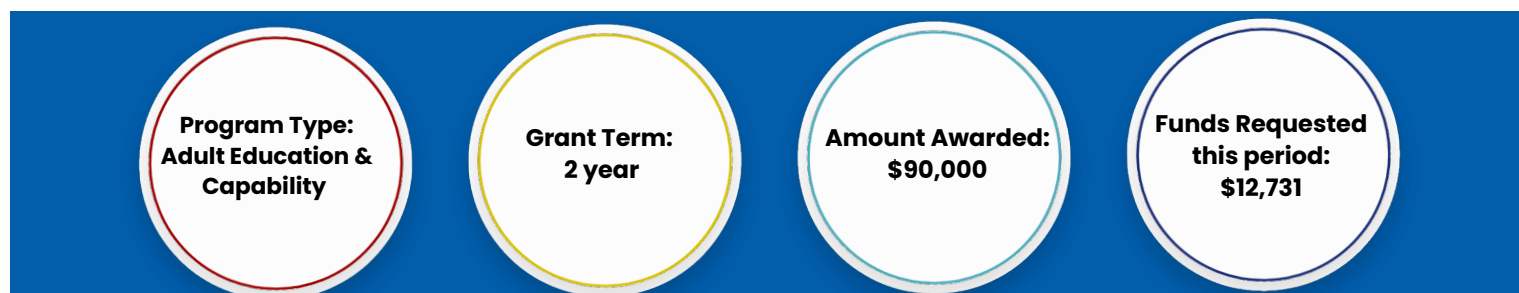 Program Type:
Adult Education &
Capability
Grant Term:
2 year
Amount Awarded:
$90,000
Funds Requested
this period:
$12,731